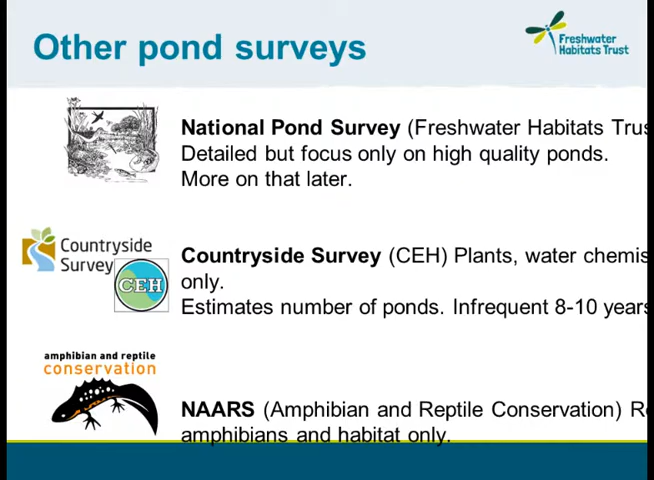 Other pond surveys
Freshwater
Habitats Trust
National Pond Survey (Freshwater Habitats
Detailed but focus only on high quality ponds.
More on that later.
Countryside
Survey
CEH
Countryside Survey (CEH) Plants, water
only.
Estimates number of ponds. Infrequent 8-10 years
amphibian and reptile
conservation
NAARS (Amphibian and Reptile Conservation)
amphibians and habitat only.